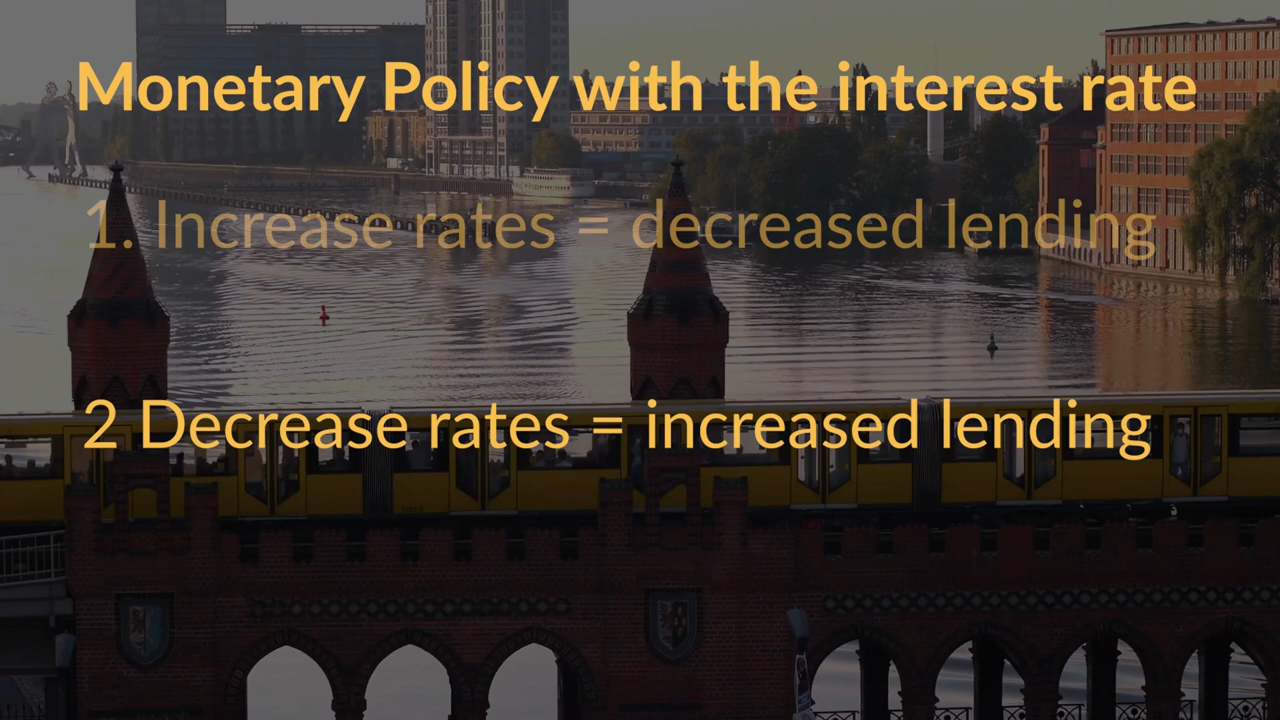 Monetary Policy with the interest rate
1. Increase rates = decreased lending
2 Decrease rates = increased lending